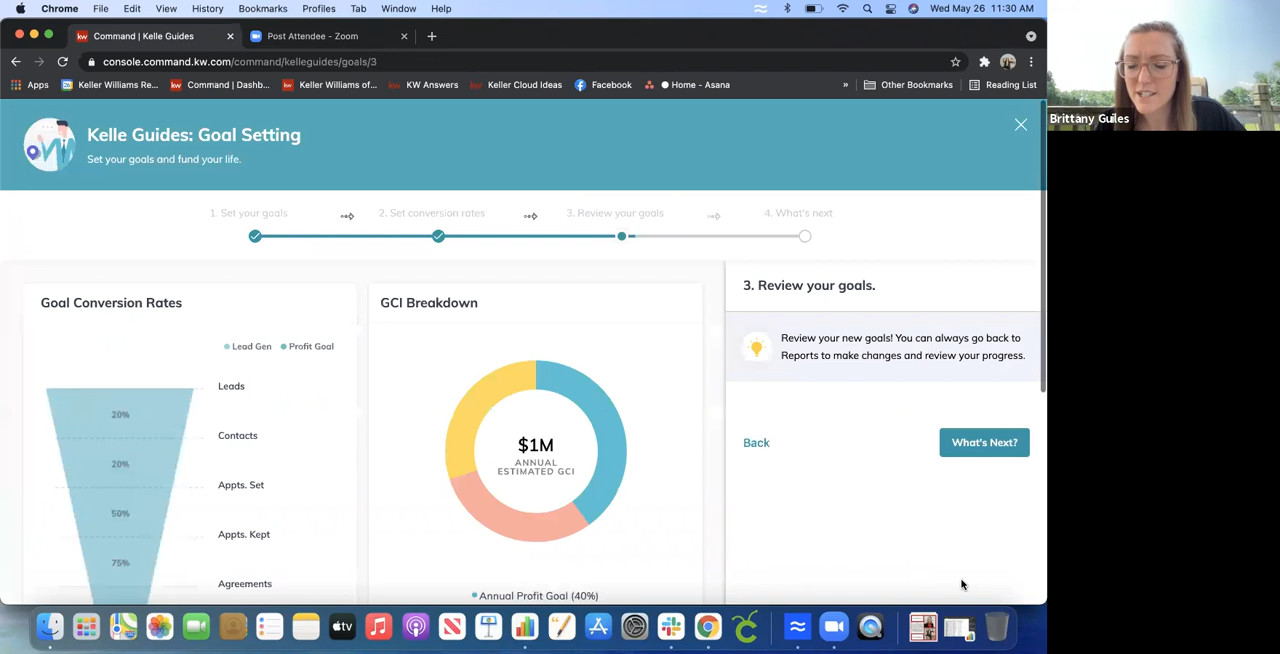 Chrome File Edit View History Bookmarks Profiles Tab Window Help Wed May 26 11:30 AM
kw Command | Kelle Guides Post Attendee - Zoom
console.command.kw.com/command/kelleguides/goals/3
Apps Keller Williams Re... kw Command | Dashb... kw Keller Williams of... kw KW Answers kw Keller Cloud Ideas Facebook Home - Asana » Other Bookmarks Reading List
Brittany Guiles
Kelle Guides: Goal Setting
Set your goals and fund your life.
1. Set your goals 2. Set conversion rates 3. Review your goals 4. What's next
Goal Conversion Rates
Lead Gen Profit Goal
Leads
20%
Contacts
20%
Appts. Set
50%
Appts. Kept
75%
Agreements
GCI Breakdown
$1M
ANNUAL
ESTIMATED GCI
Annual Profit Goal (40%)
3. Review your goals.
Review your new goals! You can always go back to
Reports to make changes and review your progress.
Back What's Next?
tv